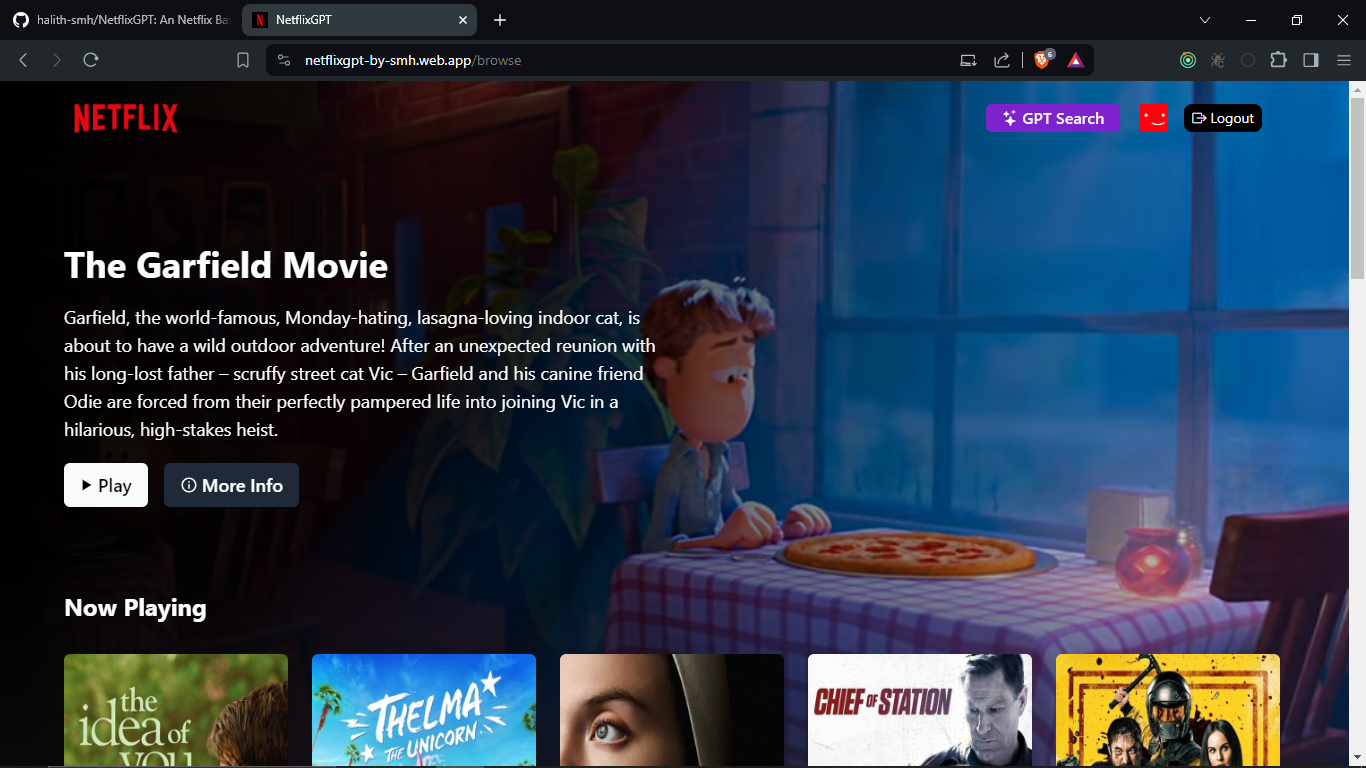 halith-smh/NetflixGPT: An Netflix Ba
NetflixGPT
netflixgpt-by-smh.web.app/browse
6
NETFLIX
GPT Search
Logout
The Garfield Movie
Garfield, the world-famous, Monday-hating, lasagna-loving indoor cat, is
about to have a wild outdoor adventure! After an unexpected reunion with
his long-lost father – scruffy street cat Vic – Garfield and his canine friend
Odie are forced from their perfectly pampered life into joining Vic in a
hilarious, high-stakes heist.
Play
More Info
Now Playing
the
idea of
you
THELMA
THE UNICORN
CHIEF OF STATION